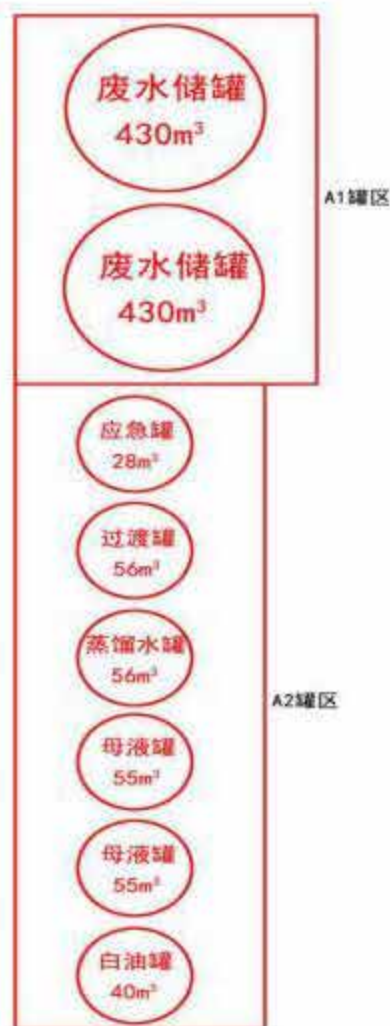 废水储罐
430m³
A1罐区
废水储罐
430m³
应急罐
28m³
过渡罐
56m³
蒸馏水罐
56m³
A2罐区
母液罐
55m³
母液罐
55m³
白油罐
40m³